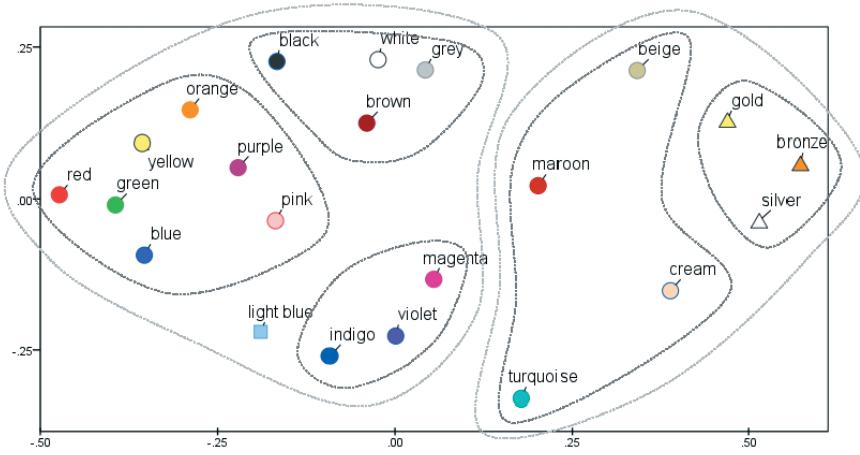 .25
.00
-.25
-.50
-.25
.00
.25
.50
black
white
grey
brown
orange
yellow
purple
red
green
pink
blue
magenta
light blue
indigo
violet
beige
gold
bronze
maroon
silver
cream
turquoise